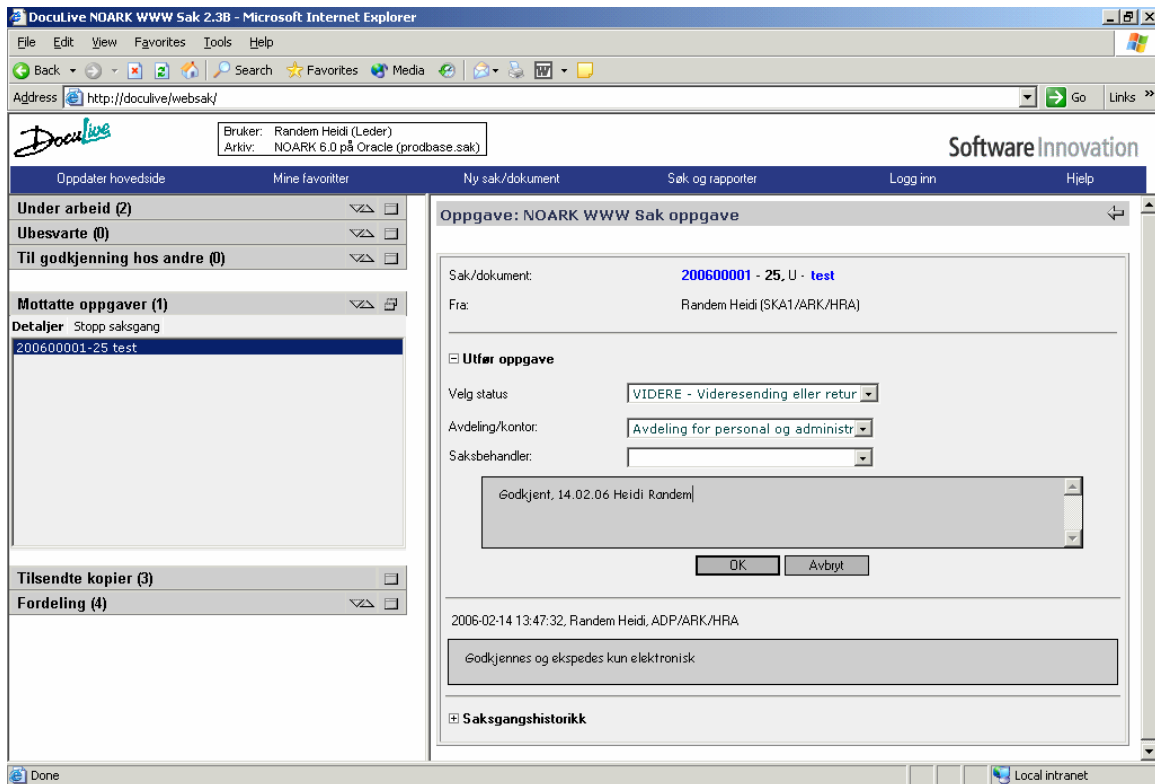 DocuLive NOARK WWW Sak 2.3B - Microsoft Internet Explorer
File Edit View Favorites Tools Help
Back Search Favorites Media
Address http://doculive/websak/ Go Links »
DocuLive
Bruker: Randem Heidi (Leder)
Arkiv: NOARK 6.0 på Oracle (prodbase.sak)
Software Innovation
Oppdater hovedside Mine favoritter Ny sak/dokument Søk og rapporter Logg inn Hjelp
Under arbeid (2)
Ubesvarte (0)
Til godkjenning hos andre (0)
Mottatte oppgaver (1)
Detaljer Stopp saksgang
200600001-25 test
Tilsendte kopier (3)
Fordeling (4)
Oppgave: NOARK WWW Sak oppgave
Sak/dokument: 200600001 - 25, U - test
Fra: Randem Heidi (SKA1/ARK/HRA)
Utfør oppgave
Velg status VIDERE - Videresending eller retur
Avdeling/kontor: Avdeling for personal og administr
Saksbehandler:
Godkjent, 14.02.06 Heidi Randem
OK Avbryt
2006-02-14 13:47:32, Randem Heidi, ADP/ARK/HRA
Godkjennes og ekspedes kun elektronisk
Saksgangshistorikk
Done Local intranet